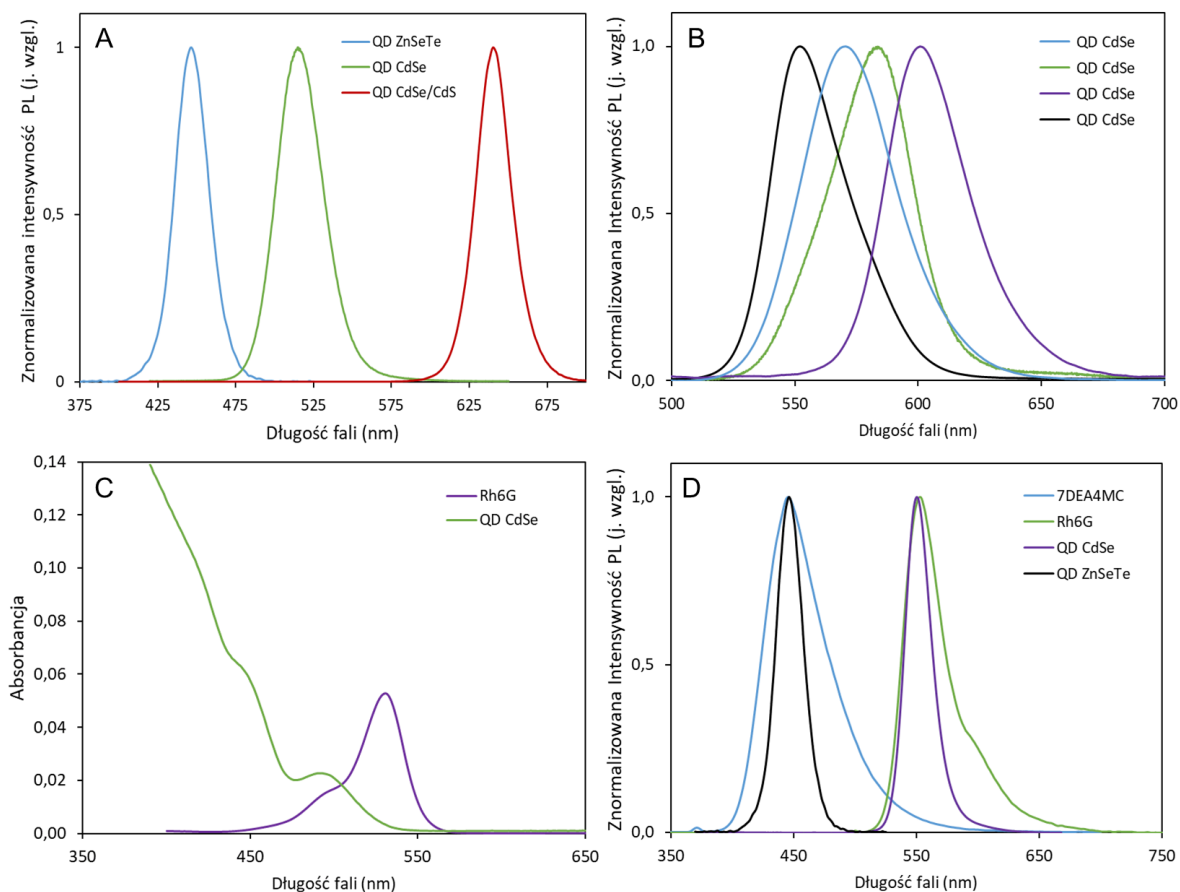 A
QD ZnSeTe
QD CdSe
QD CdSe/CdS
Znormalizowana intensywność PL (j. wzgl.)
1
0,5
0
375 425 475 525 575 625 675
Długość fali (nm)
B
QD CdSe
QD CdSe
QD CdSe
QD CdSe
Znormalizowana Intensywność PL (j. wzgl.)
1,0
0,5
0,0
500 550 600 650 700
Długość fali (nm)
C
Rh6G
QD CdSe
Absorbancja
0,14
0,12
0,10
0,08
0,06
0,04
0,02
0,00
350 450 550 650
Długość fali (nm)
D
7DEA4MC
Rh6G
QD CdSe
QD ZnSeTe
Znormalizowana Intensywność PL (j. wzgl.)
1,0
0,5
0,0
350 450 550 650 750
Długość fali (nm)